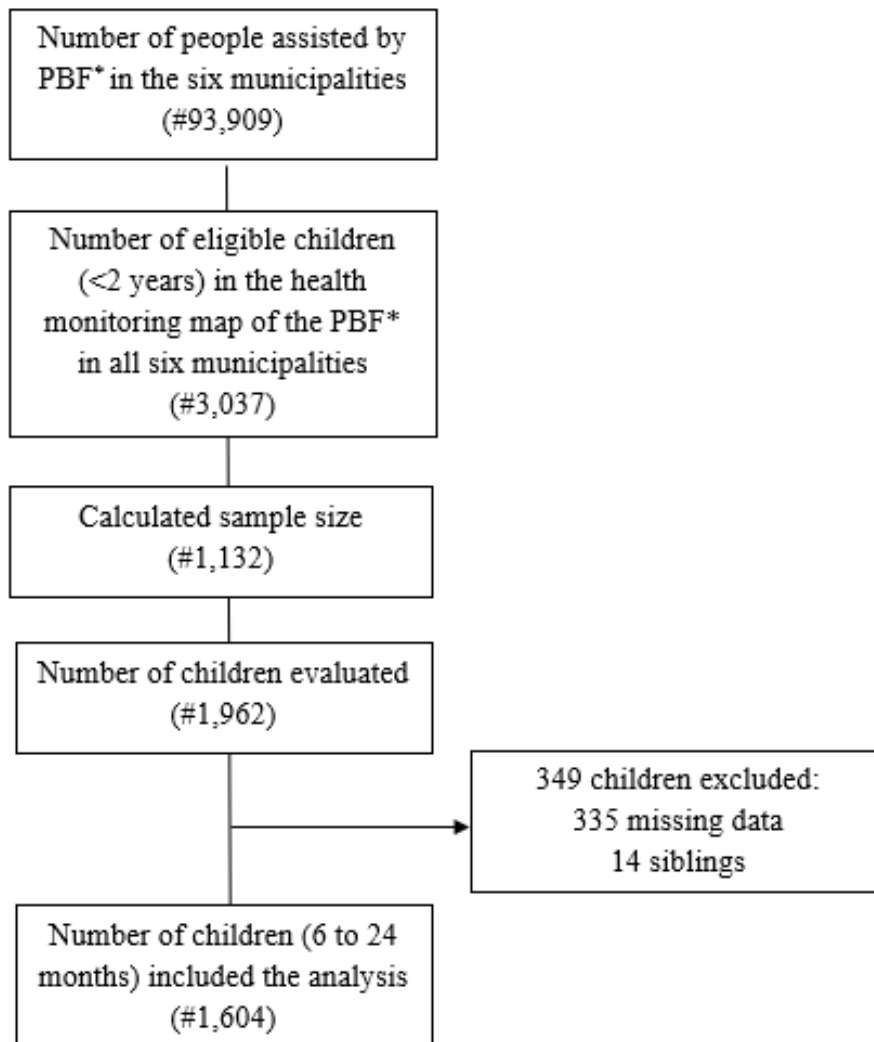 Number of people assisted by
PBF* in the six municipalities
(#93,909)
Number of eligible children
(<2 years) in the health
monitoring map of the PBF*
in all six municipalities
(#3,037)
Calculated sample size
(#1,132)
Number of children evaluated
(#1,962)
349 children excluded:
335 missing data
14 siblings
Number of children (6 to 24
months) included the analysis
(#1,604)